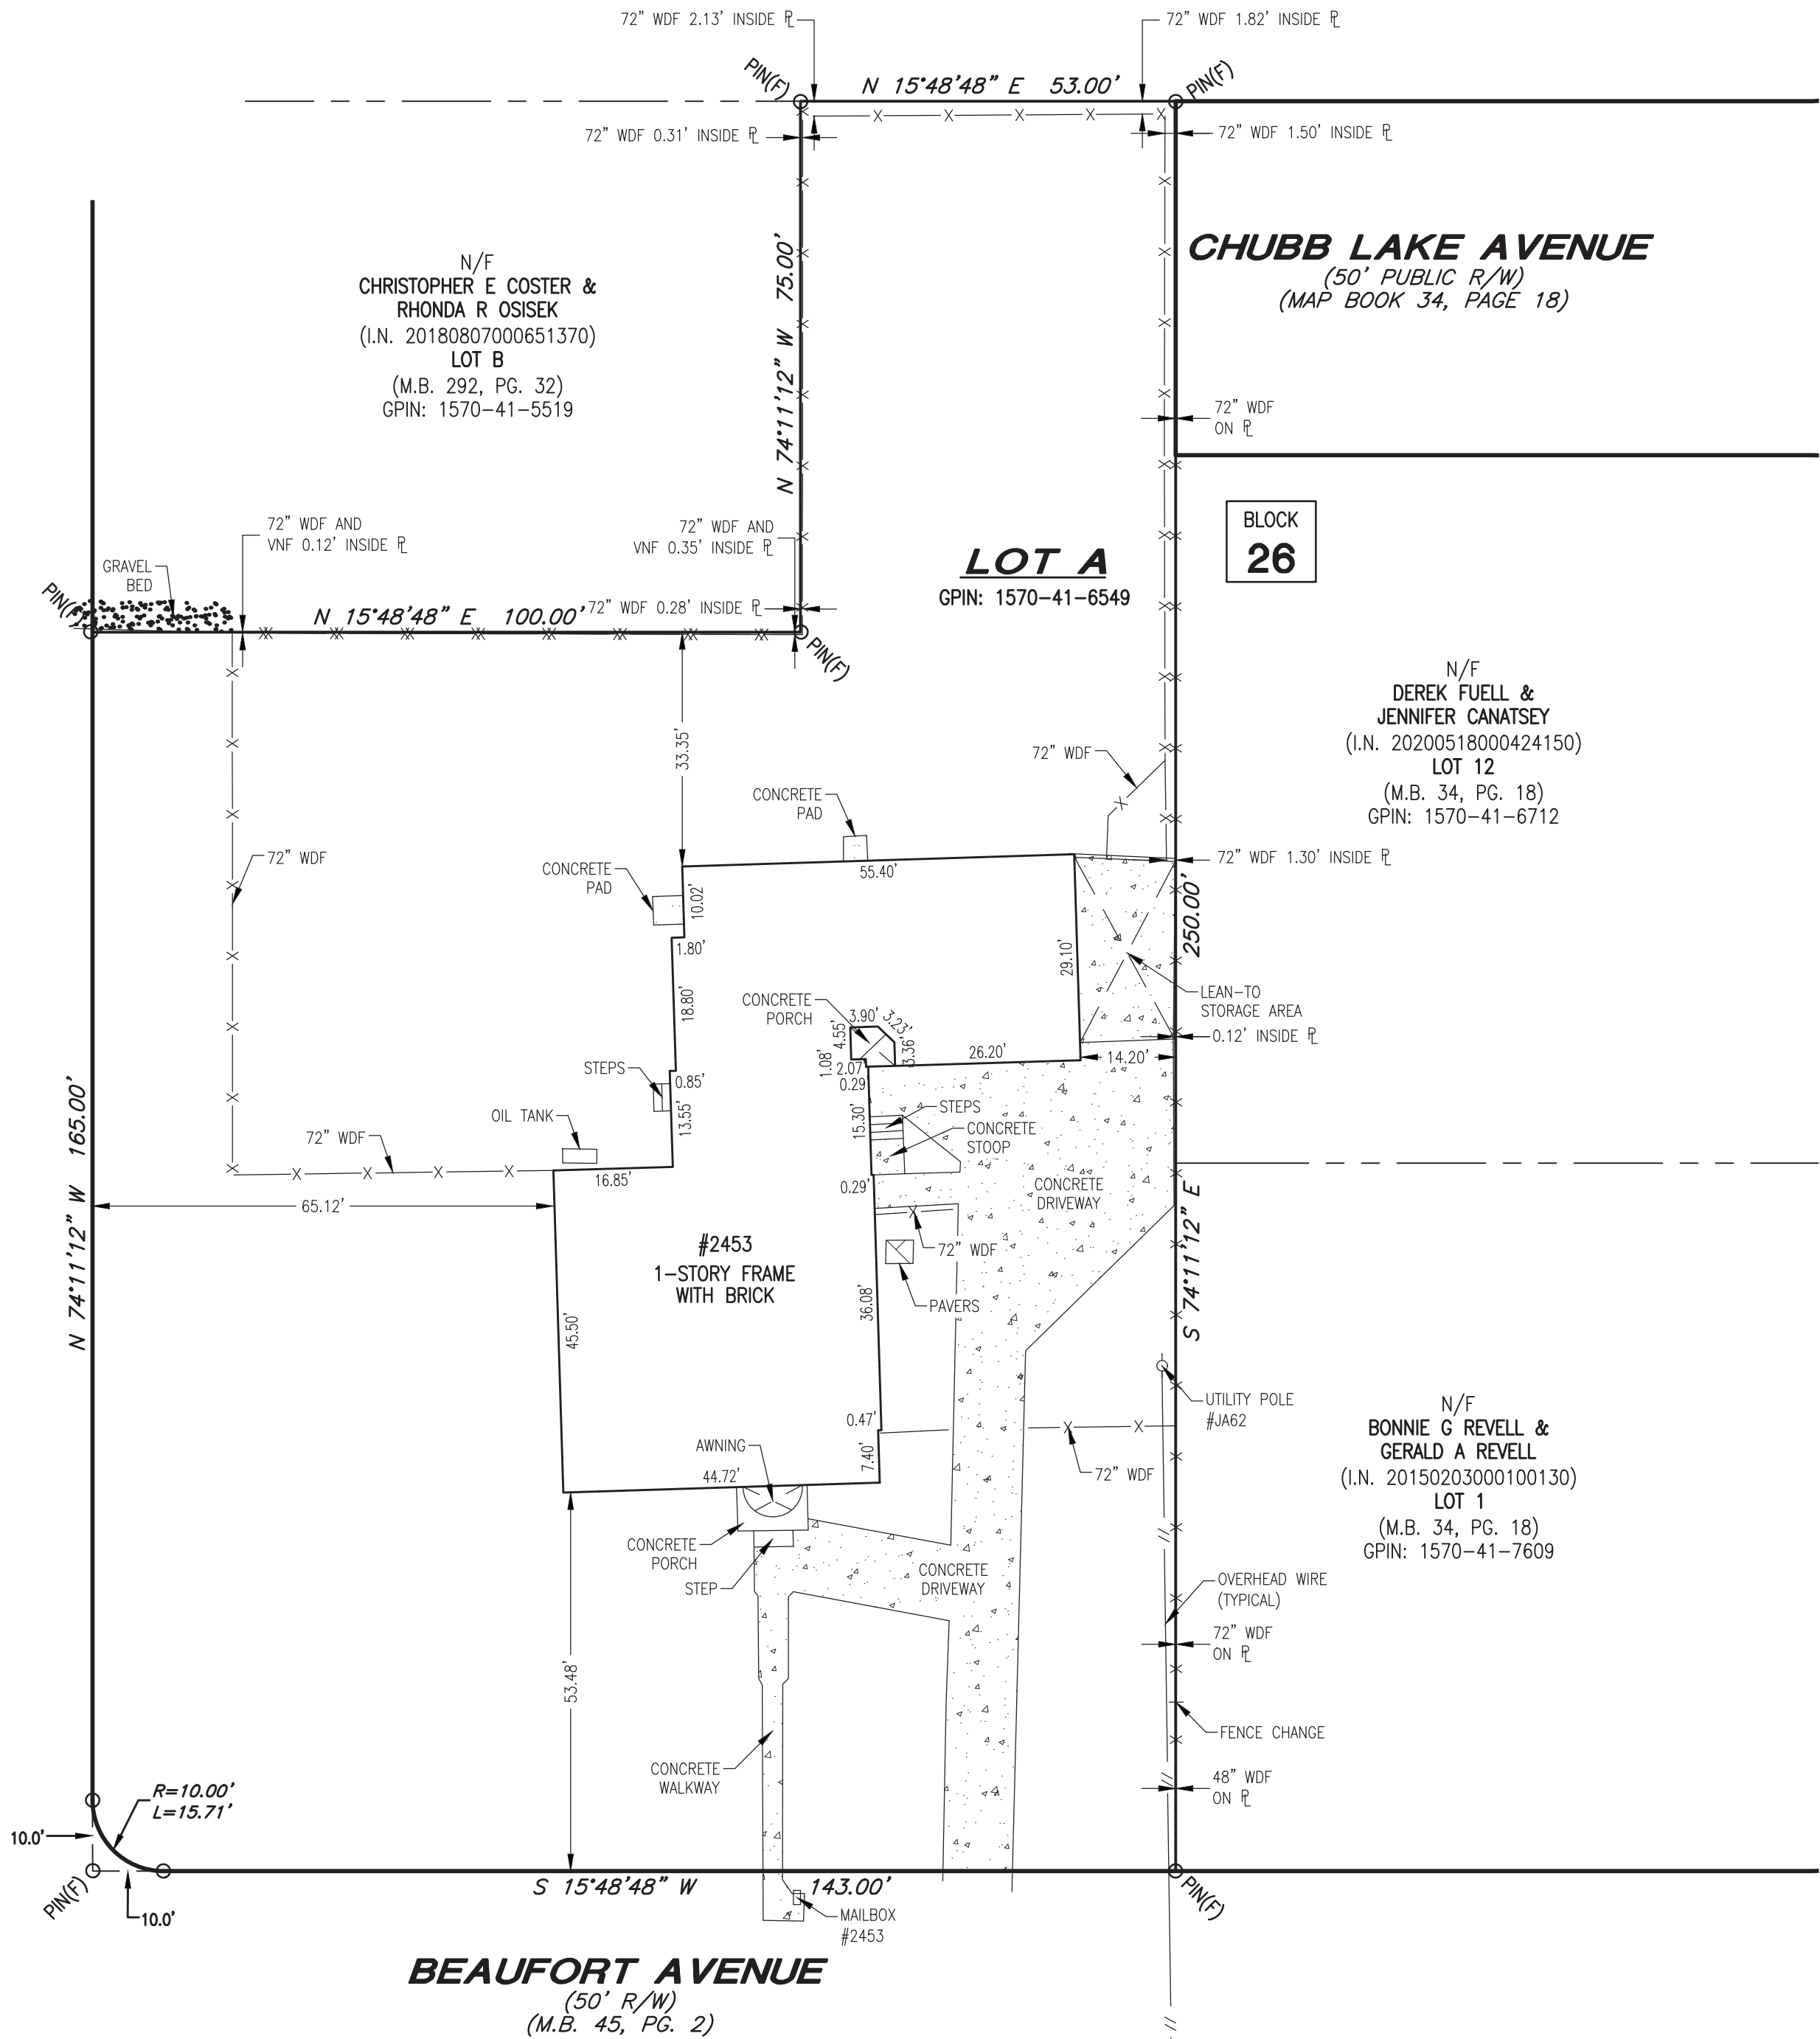 72” WDF 2.13’ INSIDE ℄
72” WDF 1.82’ INSIDE ℄
PIN(F)
N 15°48’48” E 53.00’
PIN(F)
72” WDF 0.31’ INSIDE
72” WDF 1.50’ INSIDE
N 74°11’12” W 75.00’
CHUBB LAKE AVENUE
(50’ PUBLIC R/W)
(MAP BOOK 34, PAGE 18)
N/F
CHRISTOPHER E COSTER &
RHONDA R OSISEK
(I.N. 20180807000651370)
LOT B
(M.B. 292, PG. 32)
GPIN: 1570-41-5519
72” WDF
ON
BLOCK
26
72” WDF AND
VNF 0.12’ INSIDE
72” WDF AND
VNF 0.35’ INSIDE
LOT A
GPIN: 1570-41-6549
GRAVEL
BED
PIN(F)
N 15°48’48” E 100.00’
72” WDF 0.28’ INSIDE
PIN(F)
N/F
DEREK FUELL &
JENNIFER CANATSEY
(I.N. 20200518000424150)
LOT 12
(M.B. 34, PG. 18)
GPIN: 1570-41-6712
33.35’
72” WDF
CONCRETE
PAD
72” WDF
CONCRETE
PAD
55.40’
72” WDF 1.30’ INSIDE
10.02’
1.80’
29.10’
250.00’
18.80’
LEAN-TO
STORAGE AREA
CONCRETE
PORCH
3.90’
3.23’
4.55’
3.36’
0.12’ INSIDE
1.08’
2.07’
26.20’
14.20’
STEPS
0.85’
0.29’
13.55’
15.30’
STEPS
OIL TANK
CONCRETE
STOOP
72” WDF
16.85’
0.29’
CONCRETE
DRIVEWAY
N 74°11’12” W 165.00’
65.12’
S 74°11’12” E
#2453
1-STORY FRAME
WITH BRICK
72” WDF
45.50’
36.08’
PAVERS
UTILITY POLE
#JA62
N/F
BONNIE G REVELL &
GERALD A REVELL
(I.N. 20150203000100130)
LOT 1
(M.B. 34, PG. 18)
GPIN: 1570-41-7609
0.47’
7.40’
AWNING
44.72’
72” WDF
CONCRETE
PORCH
STEP
CONCRETE
DRIVEWAY
OVERHEAD WIRE
(TYPICAL)
72” WDF
ON
53.48’
FENCE CHANGE
CONCRETE
WALKWAY
48” WDF
ON
R=10.00’
L=15.71’
10.0’
PIN(F)
10.0’
S 15°48’48” W 143.00’
PIN(F)
MAILBOX
#2453
BEAUFORT AVENUE
(50’ R/W)
(M.B. 45, PG. 2)